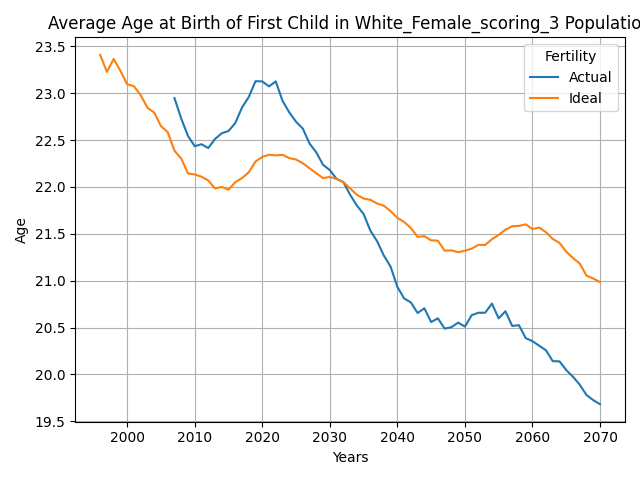 Average Age at Birth of First Child in White_Female_scoring_3 Populatio
Fertility
Actual
Ideal
23.5
23.0
22.5
22.0
21.5
21.0
20.5
20.0
19.5
Age
2000 2010 2020 2030 2040 2050 2060 2070
Years